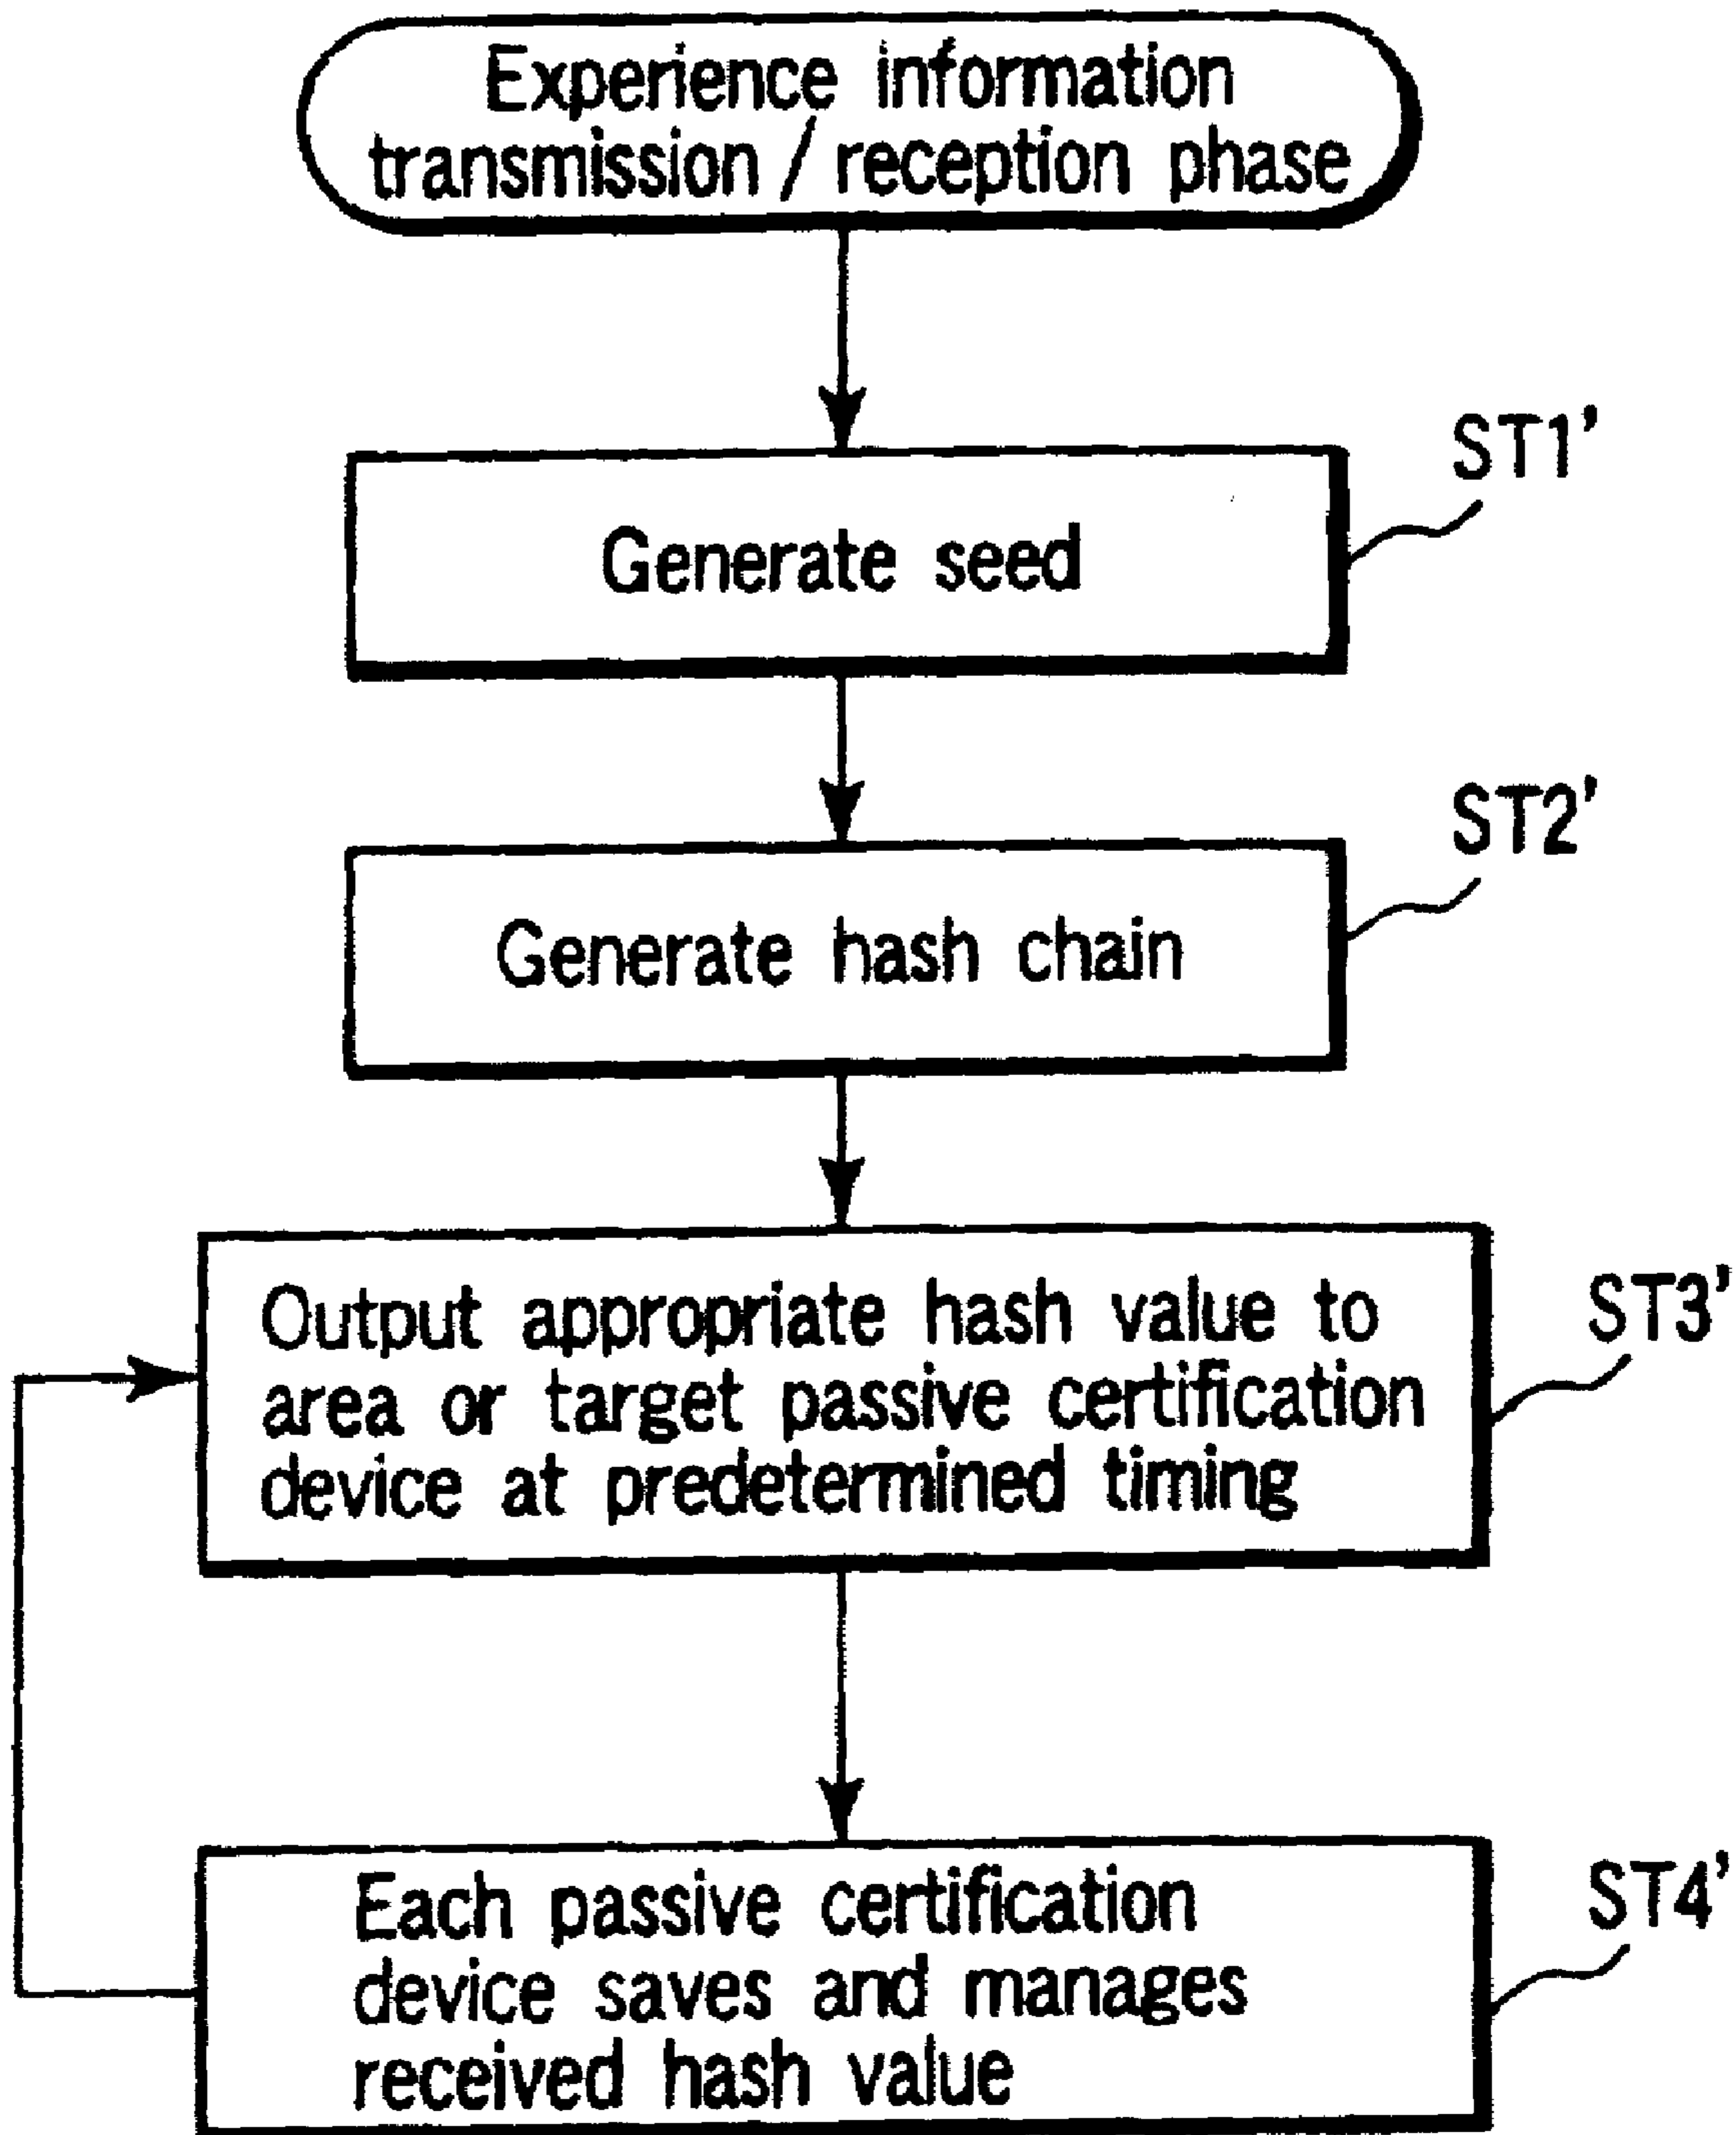 Experience information
transmission / reception phase
ST1'
Generate seed
ST2'
Generate hash chain
ST3'
Output appropriate hash value to
area or target passive certification
device at predetermined timing
ST4'
Each passive certification
device saves and manages
received hash value